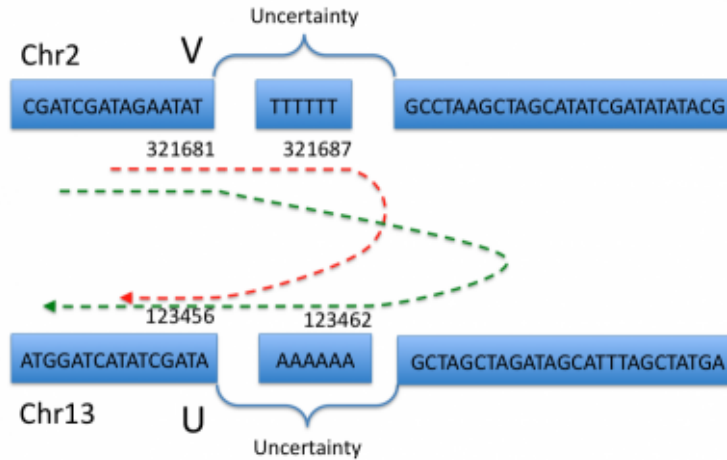 Uncertainty
Chr2 V
CGATCGATAGAATAT TTTTTT GCCTAAGCTAGCATATCGATATATACG
321681 321687
123456 123462
ATGGATCATATCGATA AAAAAA GCTAGCTAGATAGCATTTAGCTATGA
Chr13 U
Uncertainty